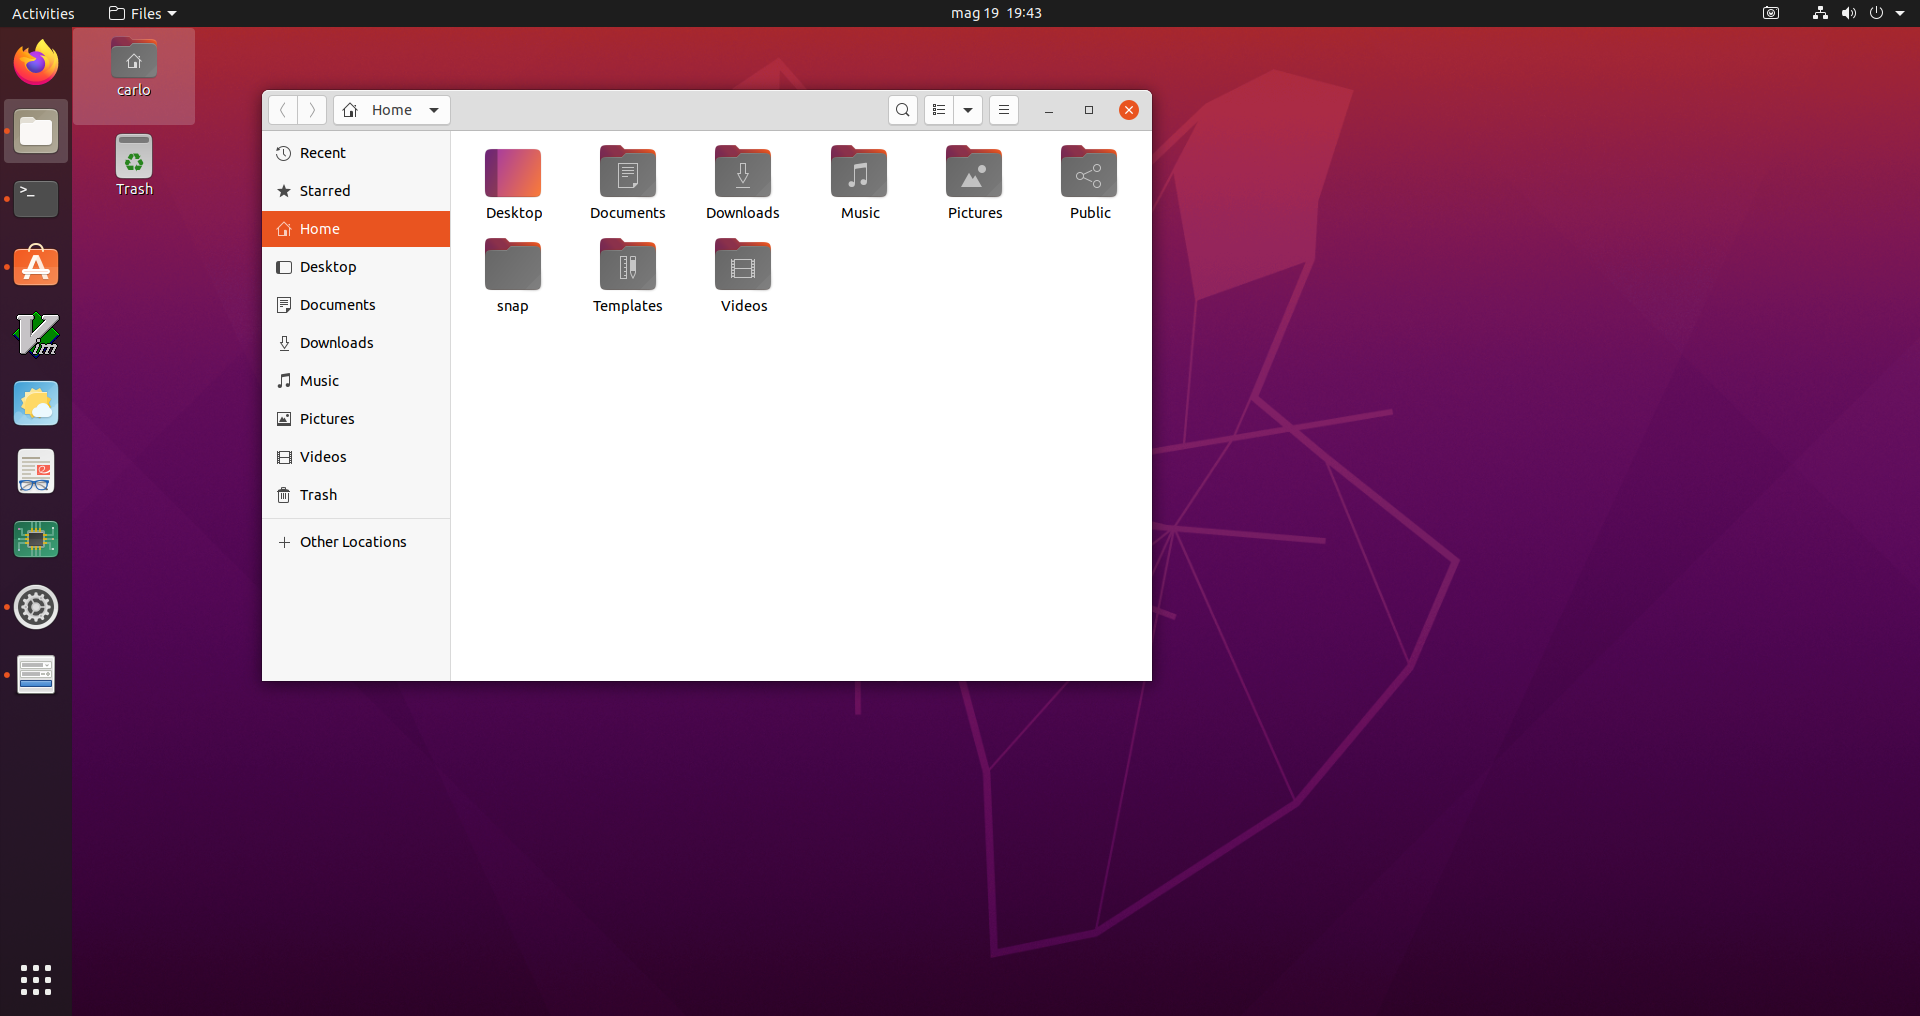 Activities Files mag 19 19:43
carlo
Trash
Home
Recent
Starred
Home
Desktop
Documents
Downloads
Music
Pictures
Videos
Trash
Other Locations
Desktop Documents Downloads Music Pictures Public
snap Templates Videos
>_
Vim